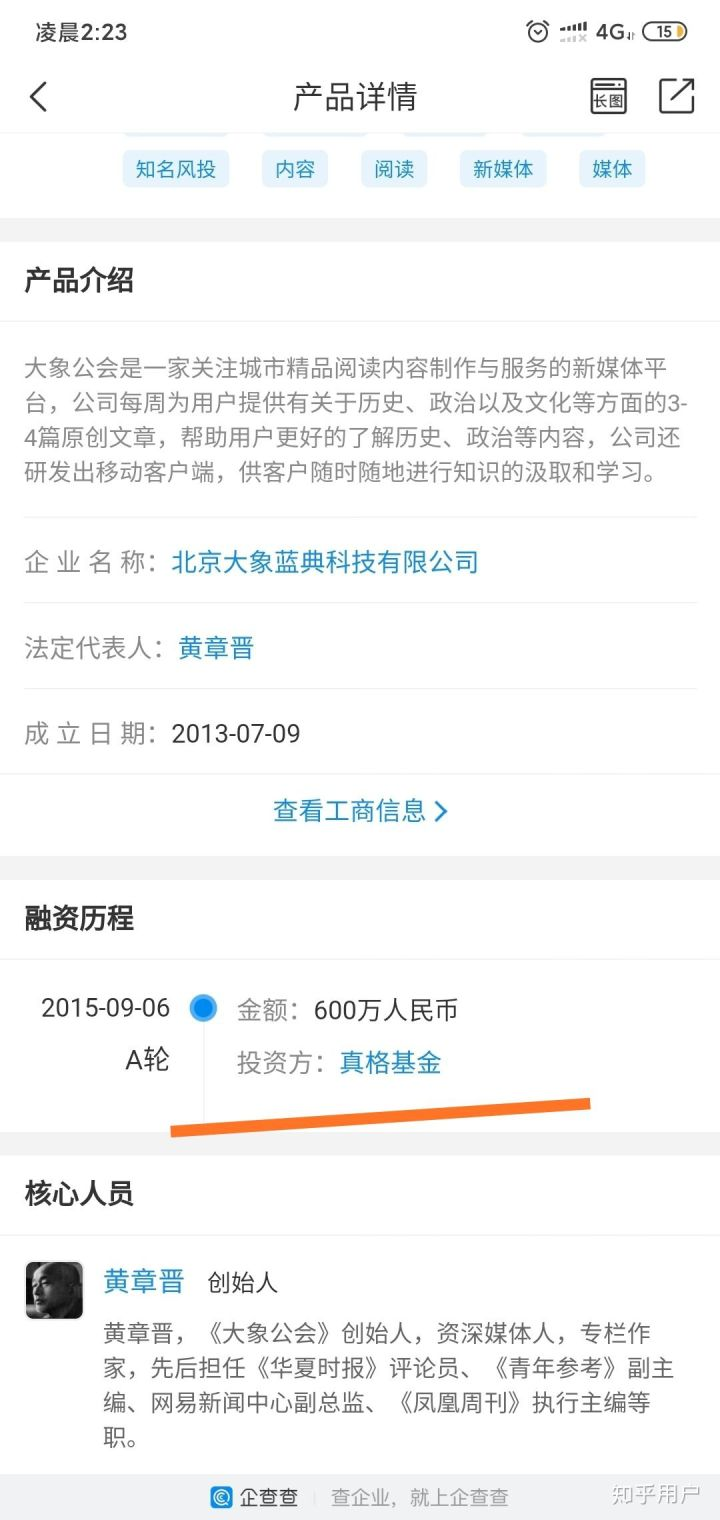 凌晨2:23
4G
15
产品详情
长图
知名风投 内容 阅读 新媒体 媒体
产品介绍
大象公会是一家关注城市精品阅读内容制作与服务的新媒体平
台，公司每周为用户提供有关于历史、政治以及文化等方面的3-
4篇原创文章，帮助用户更好的了解历史、政治等内容，公司还
研发出移动客户端，供客户随时随地进行知识的汲取和学习。
企业名称：北京大象蓝典科技有限公司
法定代表人：黄章晋
成立日期：2013-07-09
查看工商信息
融资历程
2015-09-06 金额：600万人民币
A轮 投资方：真格基金
核心人员
黄章晋 创始人
黄章晋，《大象公会》创始人，资深媒体人，专栏作
家，先后担任《华夏时报》评论员、《青年参考》副主
编、网易新闻中心副总监、《凤凰周刊》执行主编等
职。
企查查 查企业，就上企查查
知乎用户